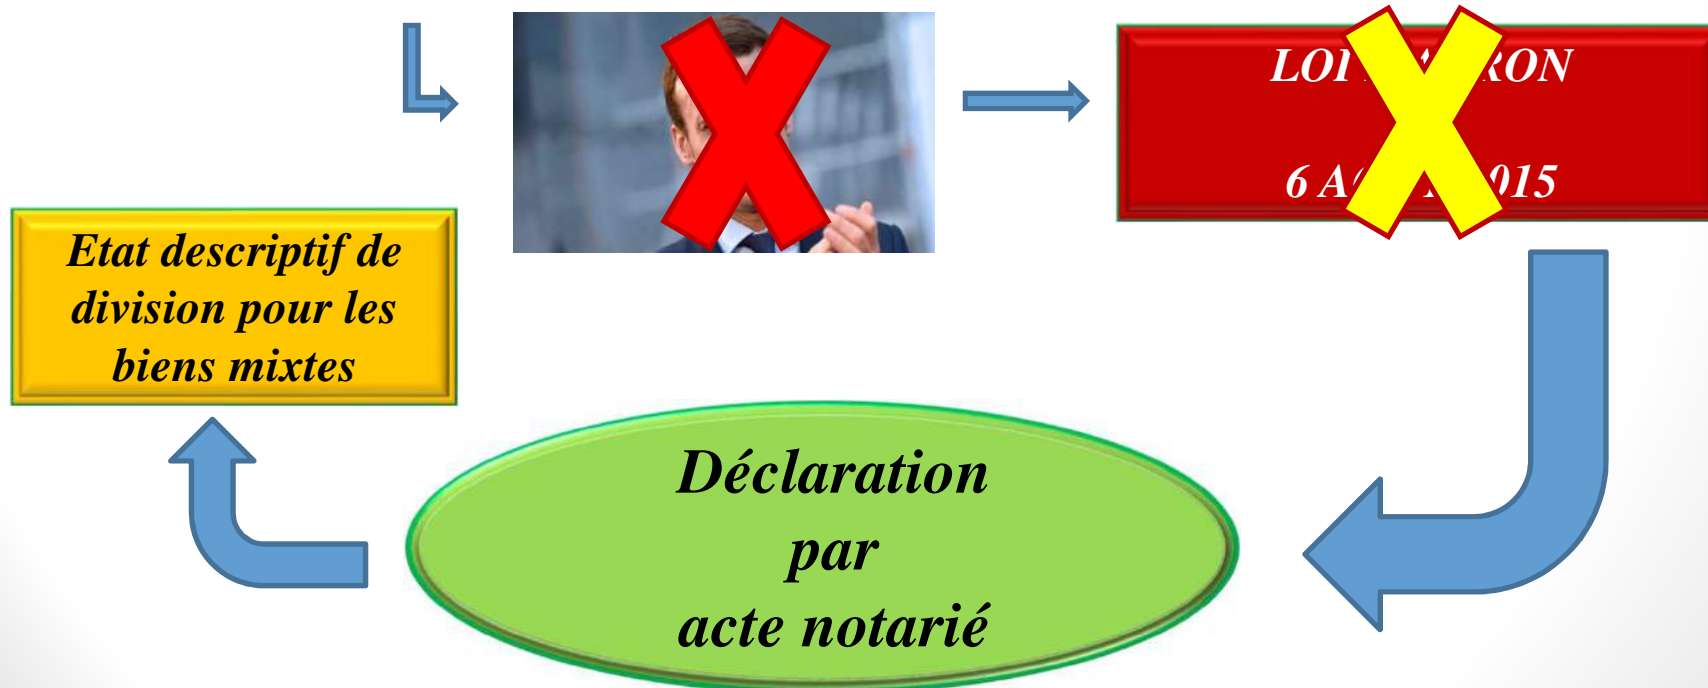 LOI
6
Etat descriptif de
division pour les
biens mixtes
Déclaration
par
acte notarié